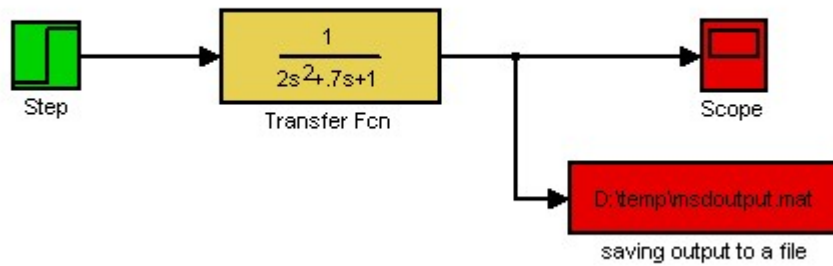 Step
1
2s²+.7s+1
Transfer Fcn
Scope
D:\temp\msdoutput.mat
saving output to a file